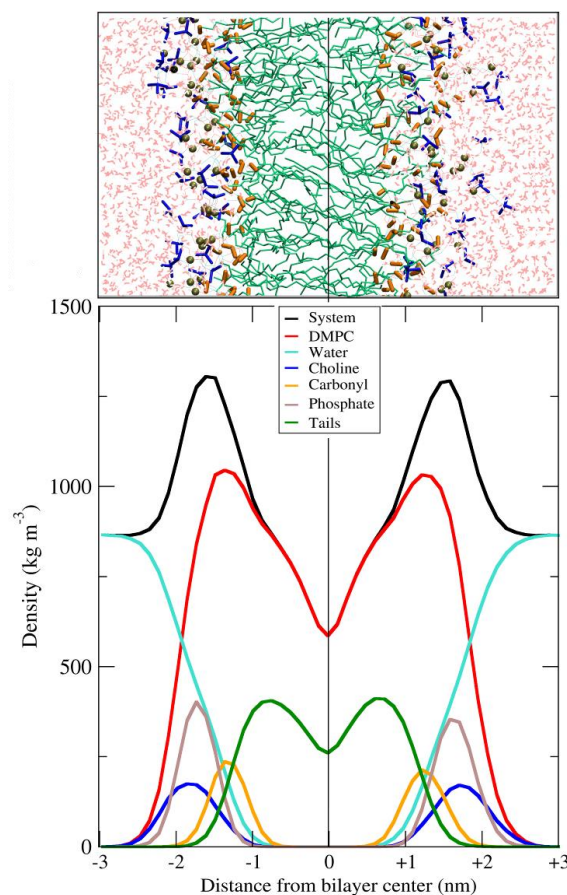 1500
System
DMPC
Water
Choline
Carbonyl
Phosphate
Tails
1000
Density (kg m⁻³)
500
0
-3 -2 -1 0 +1 +2 +3
Distance from bilayer center (nm)